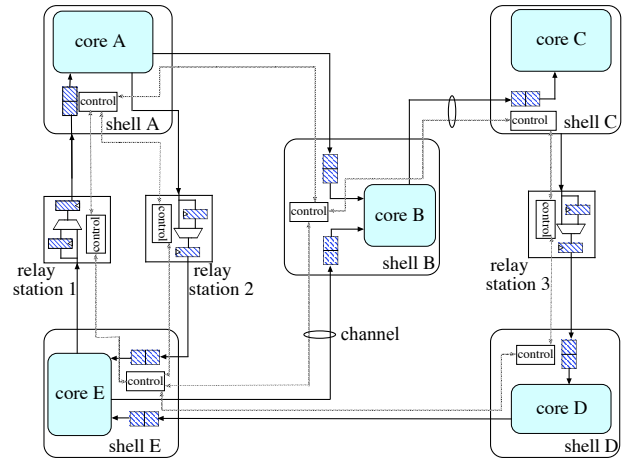 core A
control
shell A
core C
control
shell C
control
core B
shell B
control
control
control
relay
station 1
relay
station 2
relay
station 3
channel
core E
control
shell E
control
core D
shell D